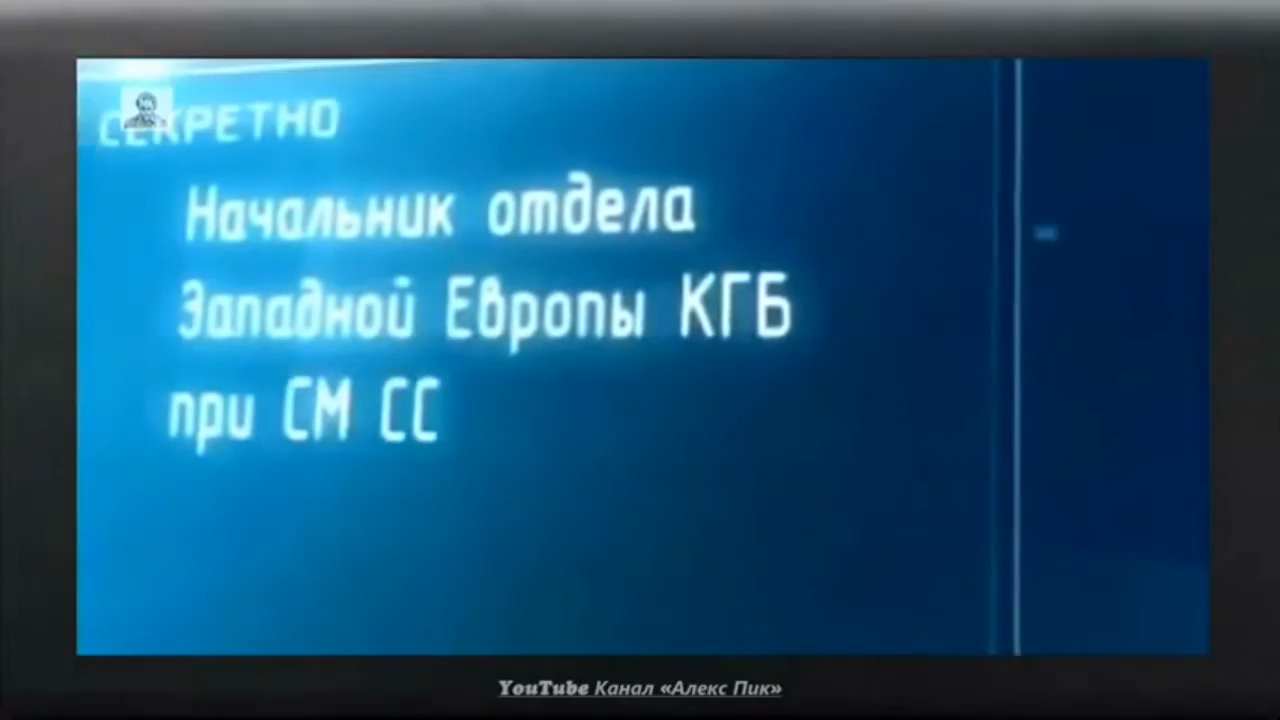 СЕКРЕТНО
Начальник отдела
Западной Европы КГБ
при СМ СС
YouTube Канал «Алекс Пик»